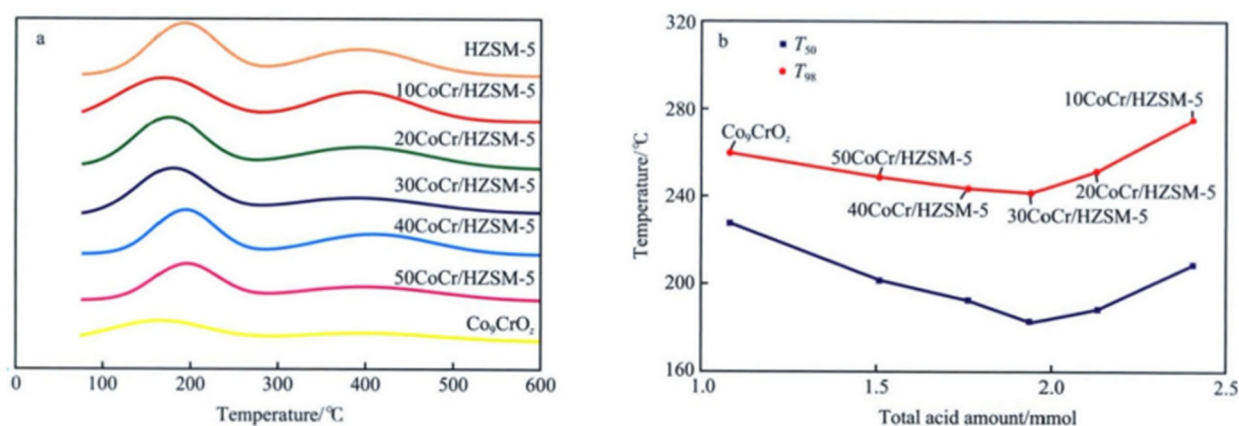 a
HZSM-5
10CoCr/HZSM-5
20CoCr/HZSM-5
30CoCr/HZSM-5
40CoCr/HZSM-5
50CoCr/HZSM-5
Co₉CrO𝓏
0 100 200 300 400 500 600
Temperature/℃
b
T₅₀
T₉₈
320
280
240
200
160
Temperature/℃
Co₉CrO𝓏
50CoCr/HZSM-5
40CoCr/HZSM-5
30CoCr/HZSM-5
20CoCr/HZSM-5
10CoCr/HZSM-5
1.0 1.5 2.0 2.5
Total acid amount/mmol